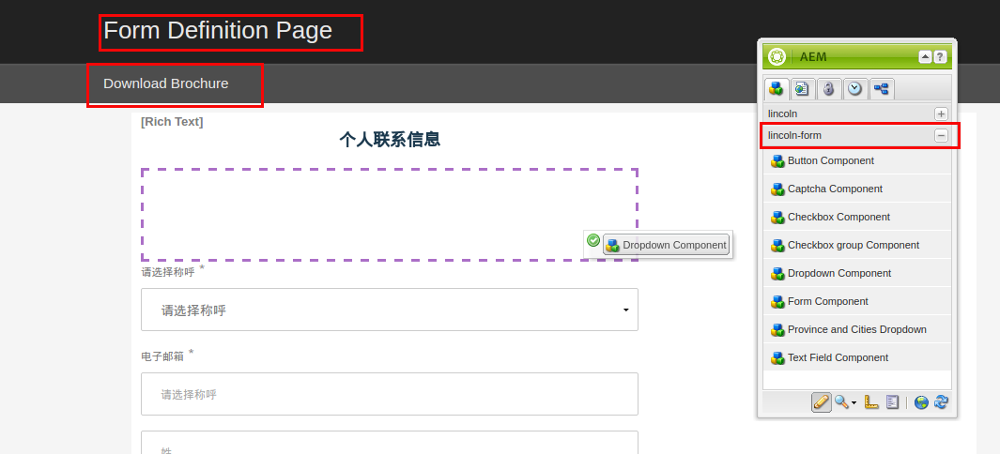 Form Definition Page
Download Brochure
[Rich Text]
个人联系信息
Dropdown Component
请选择称呼 *
请选择称呼
电子邮箱 *
请选择称呼
姓
AEM
?
lincoln
lincoln-form
Button Component
Captcha Component
Checkbox Component
Checkbox group Component
Dropdown Component
Form Component
Province and Cities Dropdown
Text Field Component